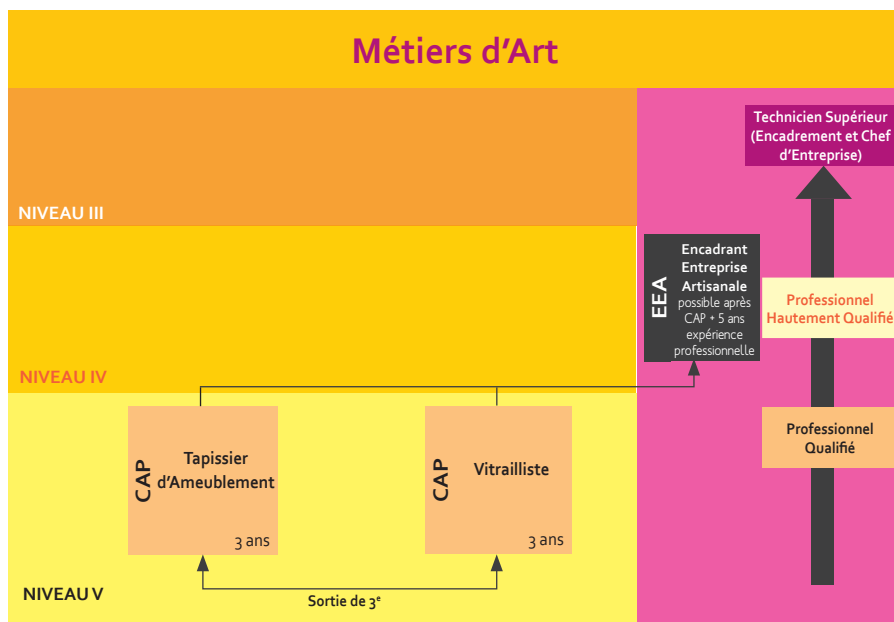 Métiers d'Art
Technicien Supérieur
(Encadrement et Chef
d'Entreprise)
NIVEAU III
EEA
Encadrant
Entreprise
Artisanale
possible après
CAP + 5 ans
expérience
professionnelle
Professionnel
Hautement Qualifié
NIVEAU IV
CAP
Tapissier
d'Ameublement
3 ans
CAP
Vitrailliste
3 ans
Professionnel
Qualifié
NIVEAU V
Sortie de 3e